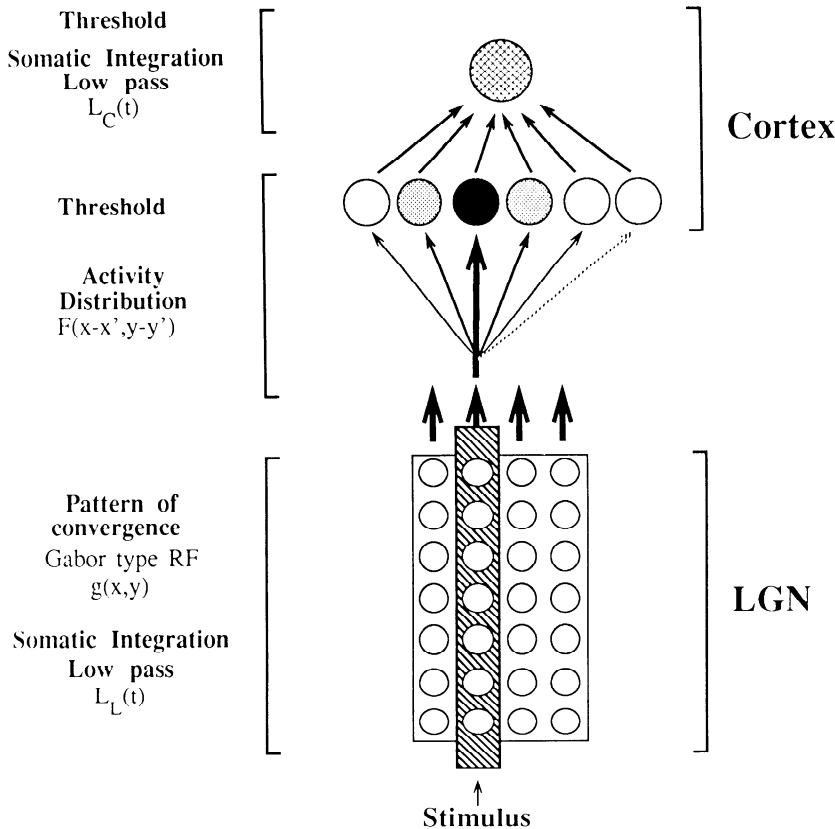 Threshold
Somatic Integration
Low pass
L_C(t)
Cortex
Threshold
Activity
Distribution
F(x-x',y-y')
Pattern of
convergence
Gabor type RF
g(x,y)
LGN
Somatic Integration
Low pass
L_L(t)
Stimulus